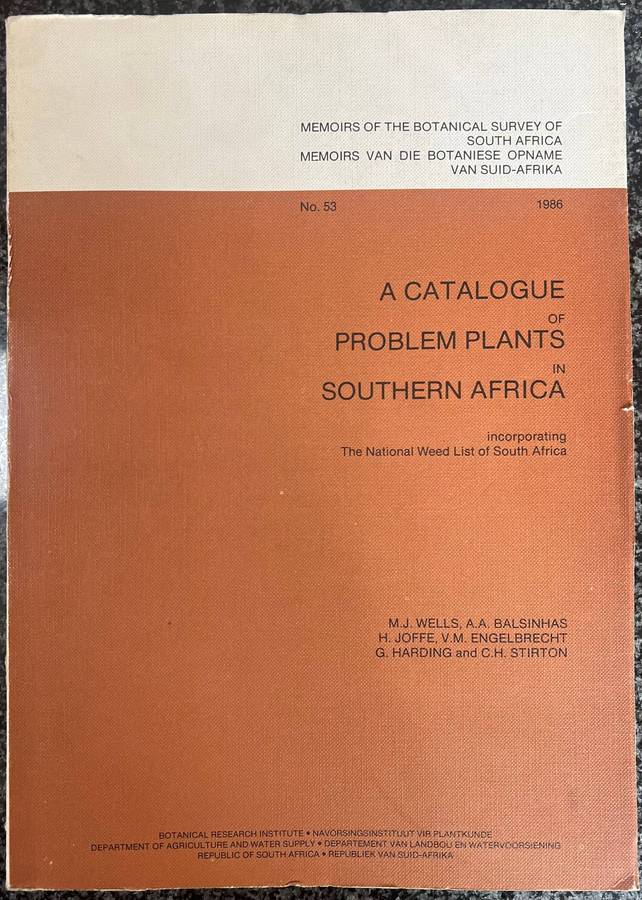 MEMOIRS OF THE BOTANICAL SURVEY OF
SOUTH AFRICA
MEMOIRS VAN DIE BOTANIESE OPNAME
VAN SUID-AFRIKA
No. 53 1986
A CATALOGUE
OF
PROBLEM PLANTS
IN
SOUTHERN AFRICA
incorporating
The National Weed List of South Africa
M.J. WELLS, A.A. BALSINHAS
H. JOFFE, V.M. ENGELBRECHT
G. HARDING and C.H. STIRTON
BOTANICAL RESEARCH INSTITUTE • NAVORSINGSINSTITUUT VIR PLANTKUNDE
DEPARTMENT OF AGRICULTURE AND WATER SUPPLY • DEPARTEMENT VAN LANDBOU EN WATERVOORSIENING
REPUBLIC OF SOUTH AFRICA • REPUBLIEK VAN SUID-AFRIKA